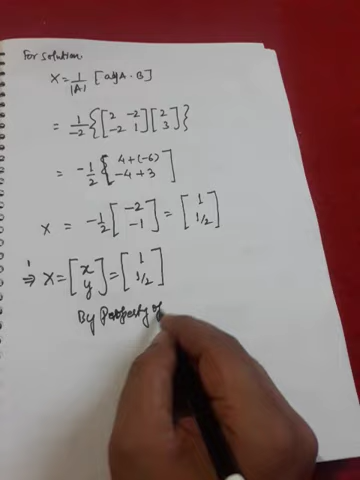 For solution
X = 1/|A| [adjA . B]
= 1/-2 { [2 -2 -2 1] [2 3] }
= -1/2 { 4+(-6) -4+3 ]
X = -1/2 [-2 -1] = [1 1/2]
⇒ X = [x y] = [1 1/2]
By Property of